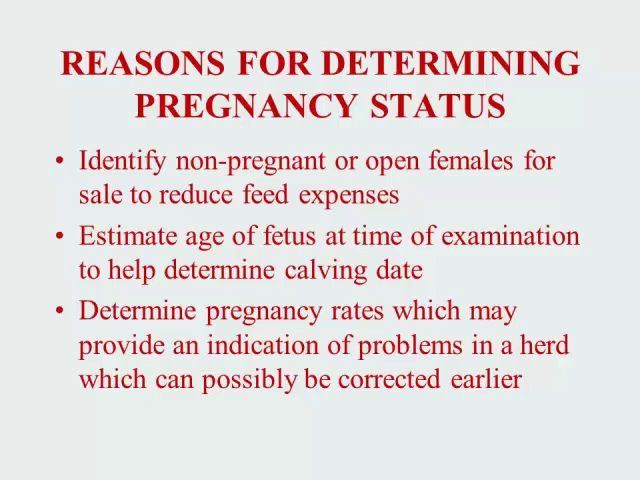 REASONS FOR DETERMINING
PREGNANCY STATUS
• Identify non-pregnant or open females for
sale to reduce feed expenses
• Estimate age of fetus at time of examination
to help determine calving date
• Determine pregnancy rates which may
provide an indication of problems in a herd
which can possibly be corrected earlier